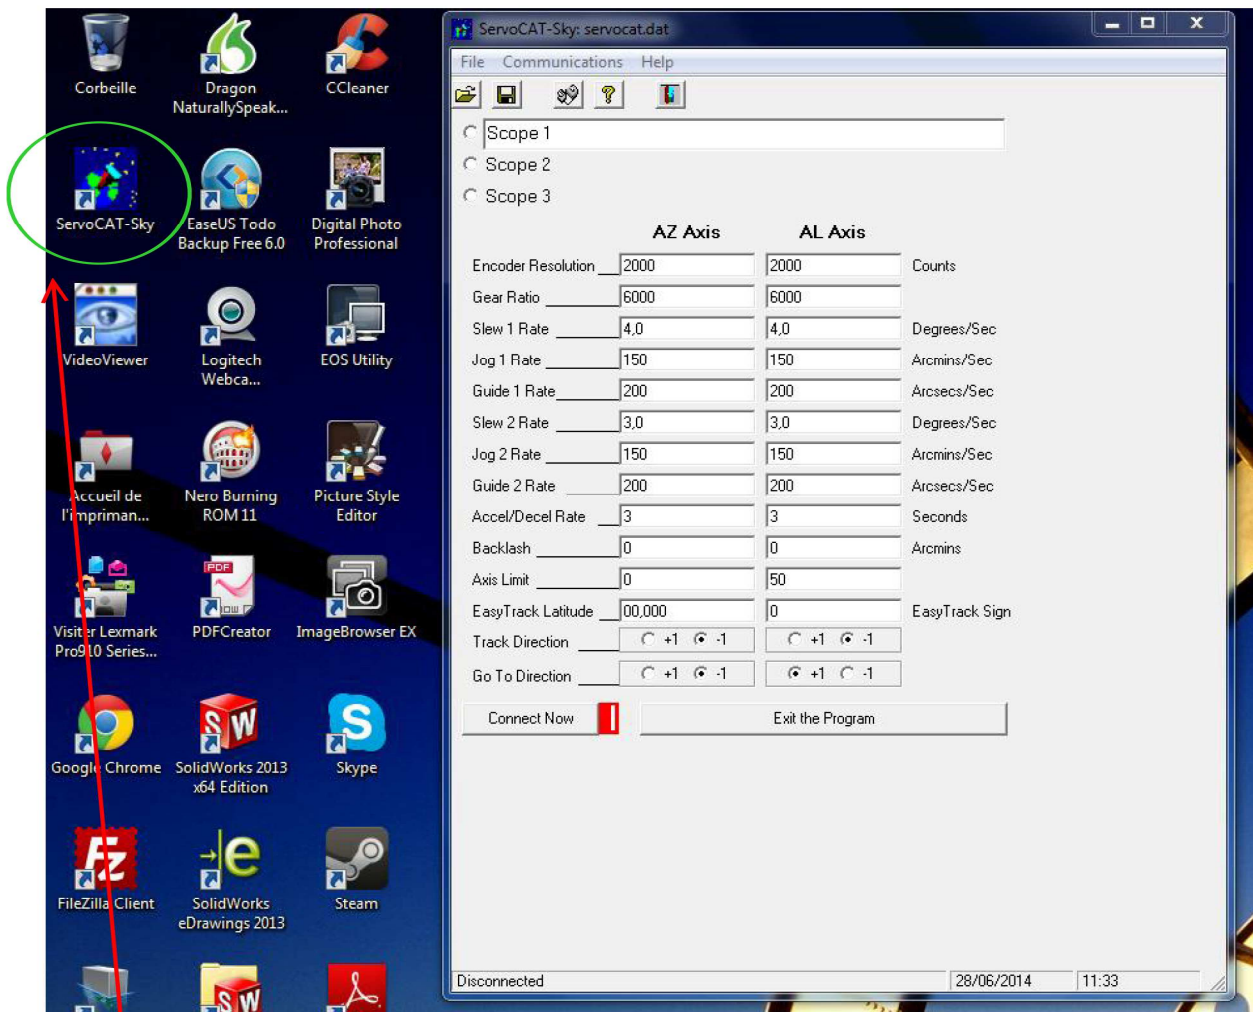 Corbeille
Dragon
NaturallySpeak...
CCleaner
ServoCAT-Sky
EaseUS Todo
Backup Free 6.0
Digital Photo
Professional
VideoViewer
Logitech
Webca...
EOS Utility
Accueil de
l'impriman...
Nero Burning
ROM 11
Picture Style
Editor
Visiter Lexmark
Pro910 Series...
PDF
PDFCreator
ImageBrowser EX
Google Chrome
SolidWorks 2013
x64 Edition
Skype
FileZilla Client
SolidWorks
eDrawings 2013
Steam
ServoCAT-Sky: servocat.dat
File Communications Help
Scope 1
Scope 2
Scope 3
AZ Axis AL Axis
Encoder Resolution 2000 2000 Counts
Gear Ratio 6000 6000
Slew 1 Rate 4,0 4,0 Degrees/Sec
Jog 1 Rate 150 150 Arcmins/Sec
Guide 1 Rate 200 200 Arcsecs/Sec
Slew 2 Rate 3,0 3,0 Degrees/Sec
Jog 2 Rate 150 150 Arcmins/Sec
Guide 2 Rate 200 200 Arcsecs/Sec
Accel/Decel Rate 3 3 Seconds
Backlash 0 0 Arcmins
Axis Limit 0 50
EasyTrack Latitude 00,000 0 EasyTrack Sign
Track Direction +1 -1 +1 -1
Go To Direction +1 -1 +1 -1
Connect Now Exit the Program
Disconnected 28/06/2014 11:33